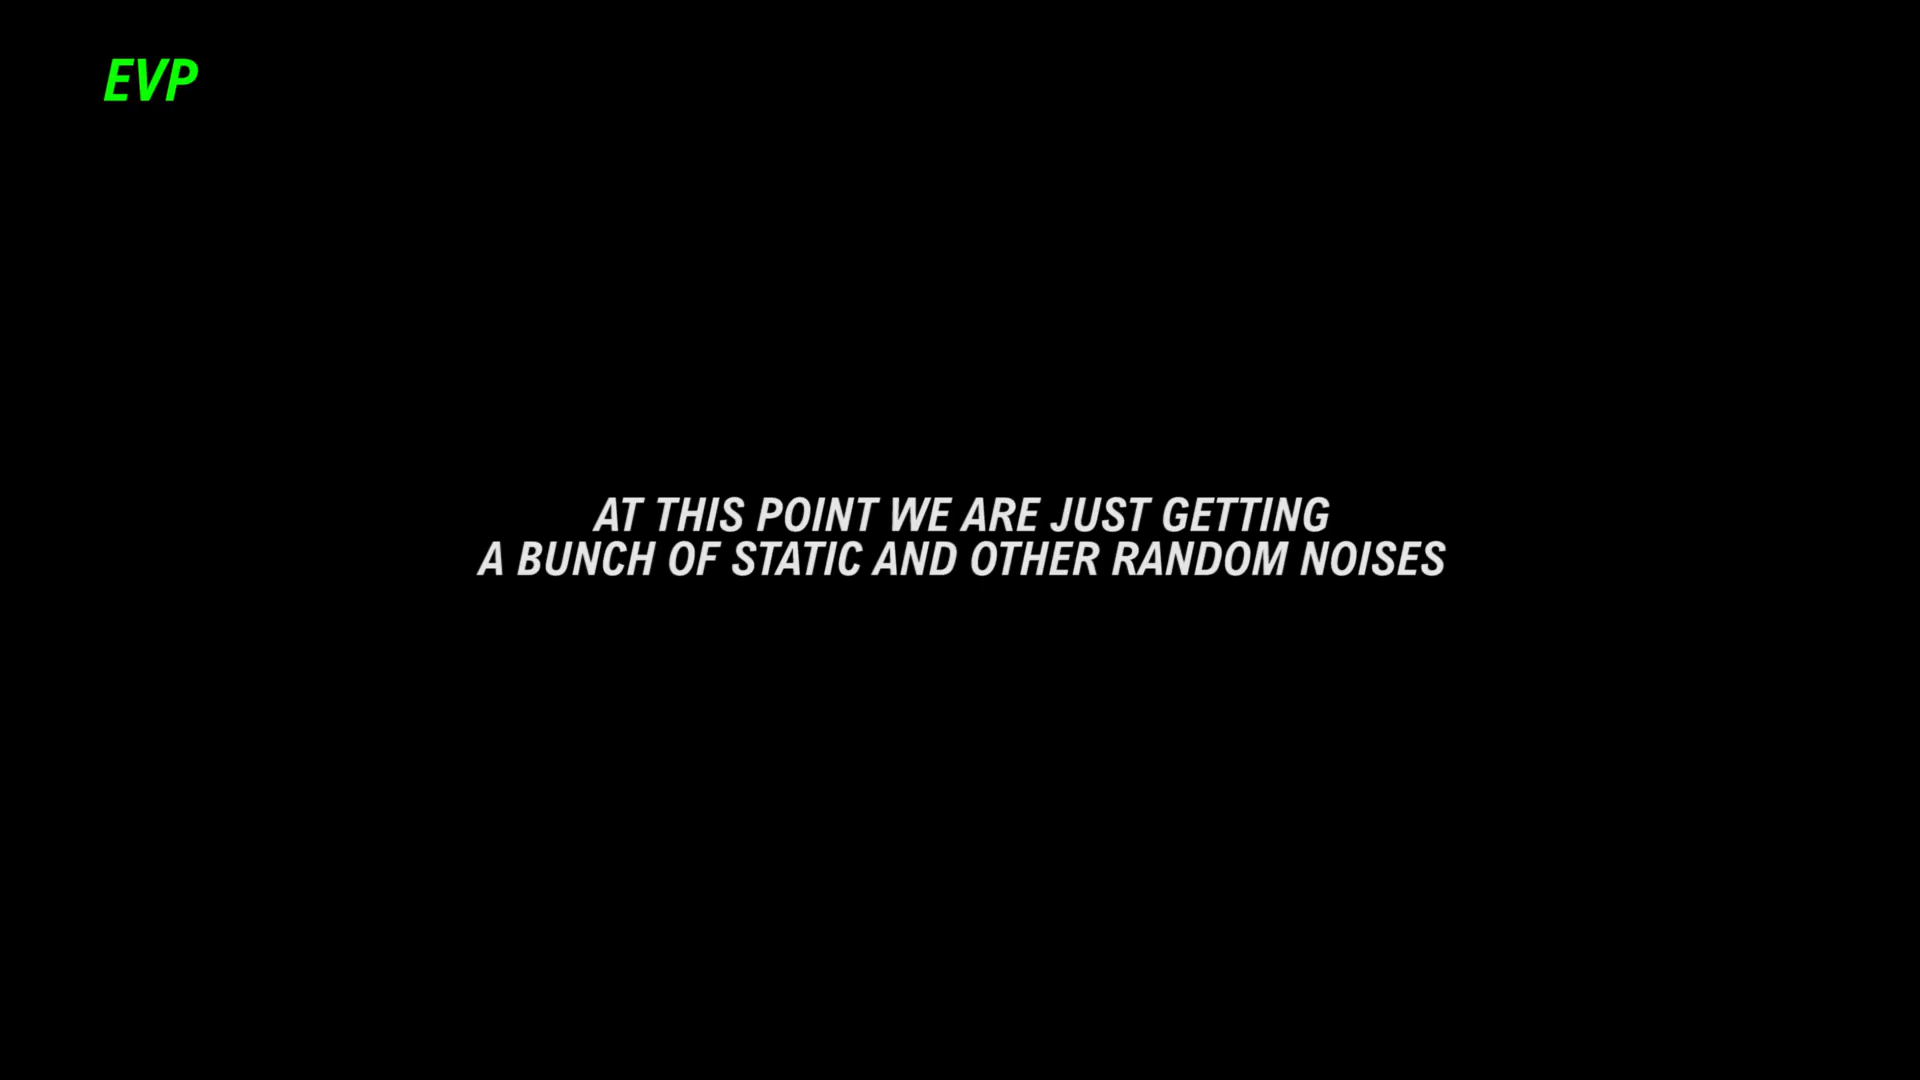 EVP
AT THIS POINT WE ARE JUST GETTING
A BUNCH OF STATIC AND OTHER RANDOM NOISES